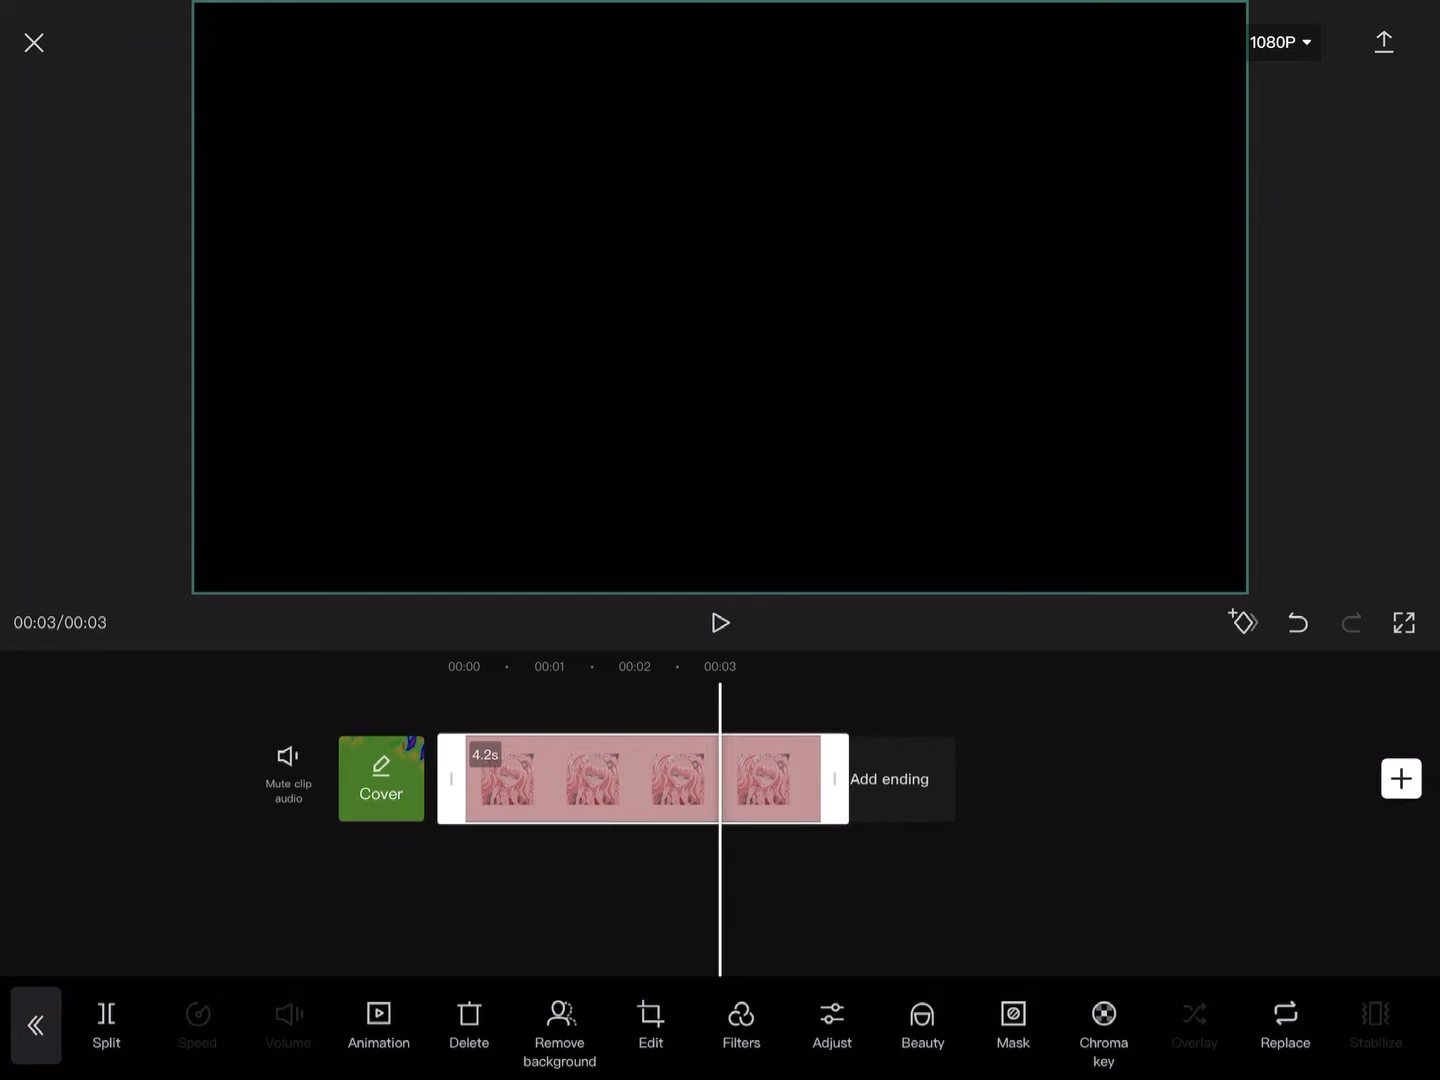 1080P
00:03/00:03
00:00
00:01
00:02
00:03
Mute clip
audio
Cover
4.2s
Add ending
Split
Speed
Volume
Animation
Delete
Remove
background
Edit
Filters
Adjust
Beauty
Mask
Chroma
key
Overlay
Replace
Stabilize